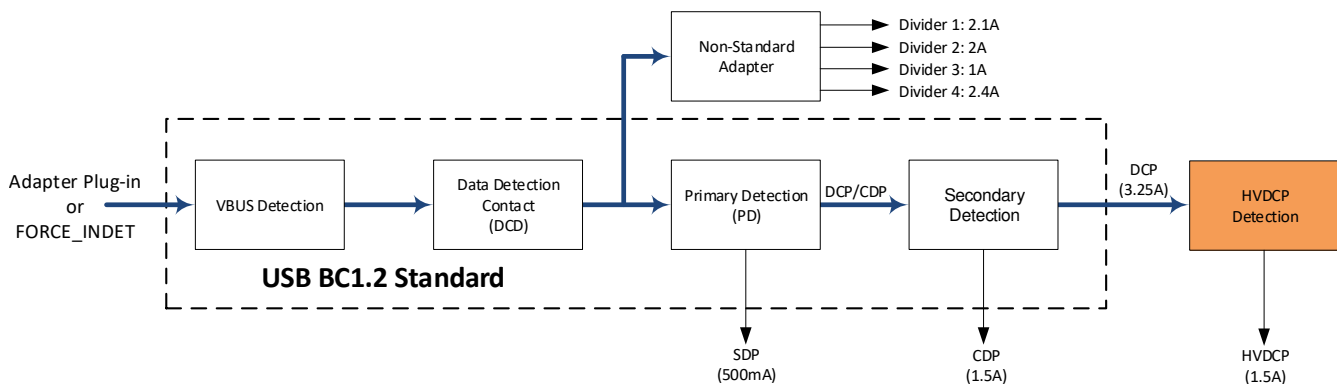 Non-Standard
Adapter
Divider 1: 2.1A
Divider 2: 2A
Divider 3: 1A
Divider 4: 2.4A
Adapter Plug-in
or
FORCE_INDET
VBUS Detection
Data Detection
Contact
(DCD)
Primary Detection
(PD)
DCP/CDP
Secondary
Detection
DCP
(3.25A)
HVDCP
Detection
USB BC1.2 Standard
SDP
(500mA)
CDP
(1.5A)
HVDCP
(1.5A)